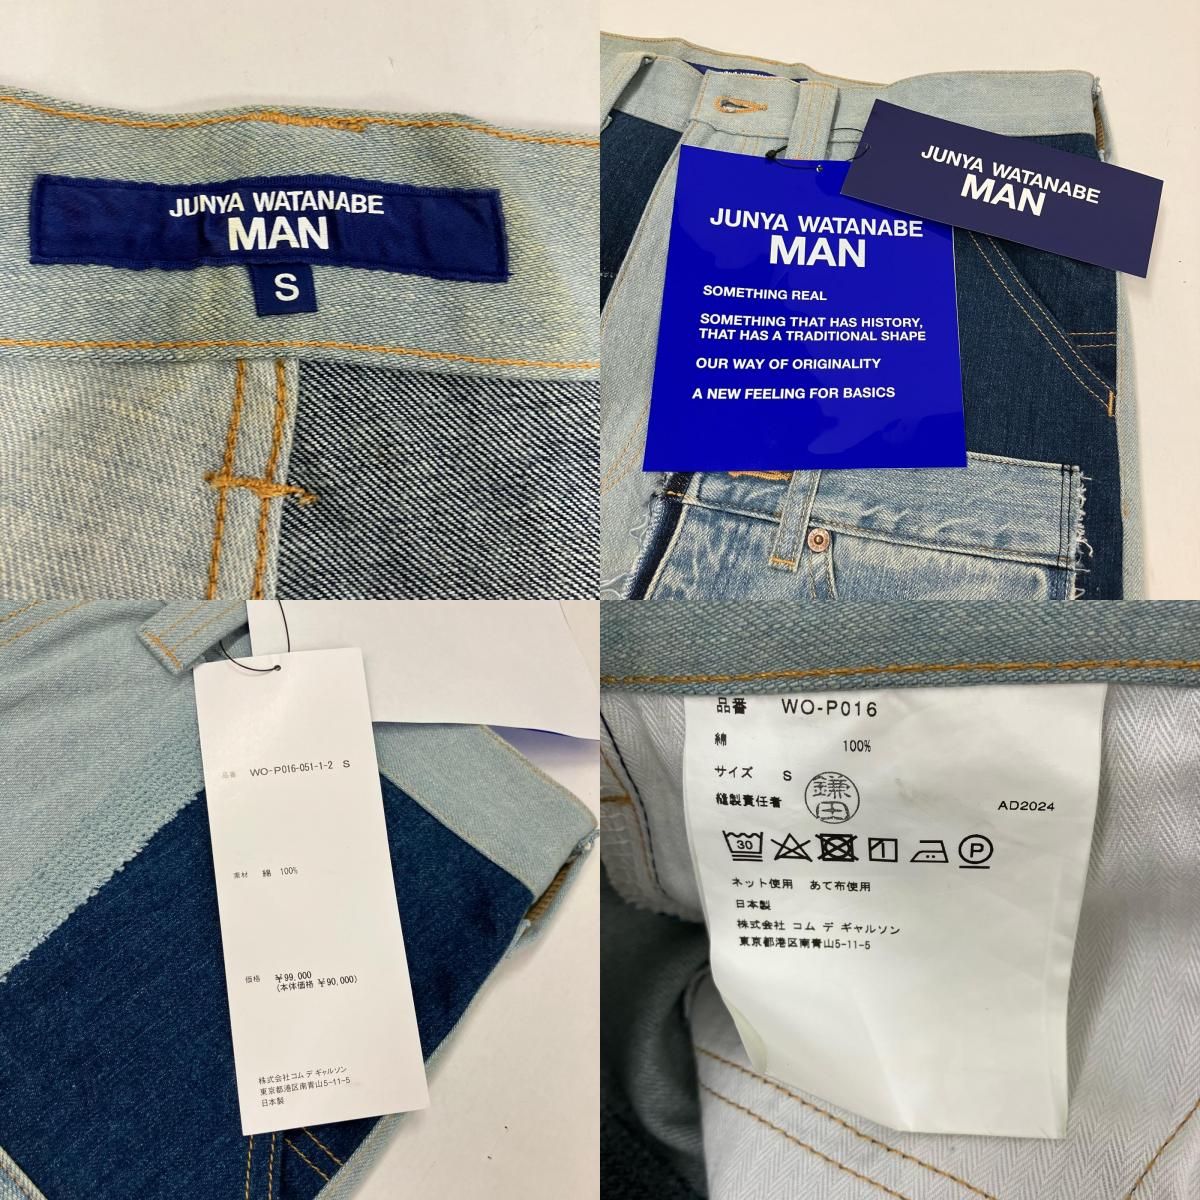 JUNYA WATANABE
MAN
S
JUNYA WATANABE
MAN
SOMETHING REAL
SOMETHING THAT HAS HISTORY,
THAT HAS A TRADITIONAL SHAPE
OUR WAY OF ORIGINALITY
A NEW FEELING FOR BASICS
JUNYA WATANABE
MAN
品番 WO-P016-051-1-2 S
素材 綿 100%
価格 ¥99,000
(本体価格 ¥90,000)
株式会社コム デ ギャルソン
東京都港区南青山5-11-5
日本製
品番 WO-P016
綿 100%
サイズ S
縫製責任者 鎌田
AD2024
30
P
ネット使用 あて布使用
日本製
株式会社 コム デ ギャルソン
東京都港区南青山5-11-5